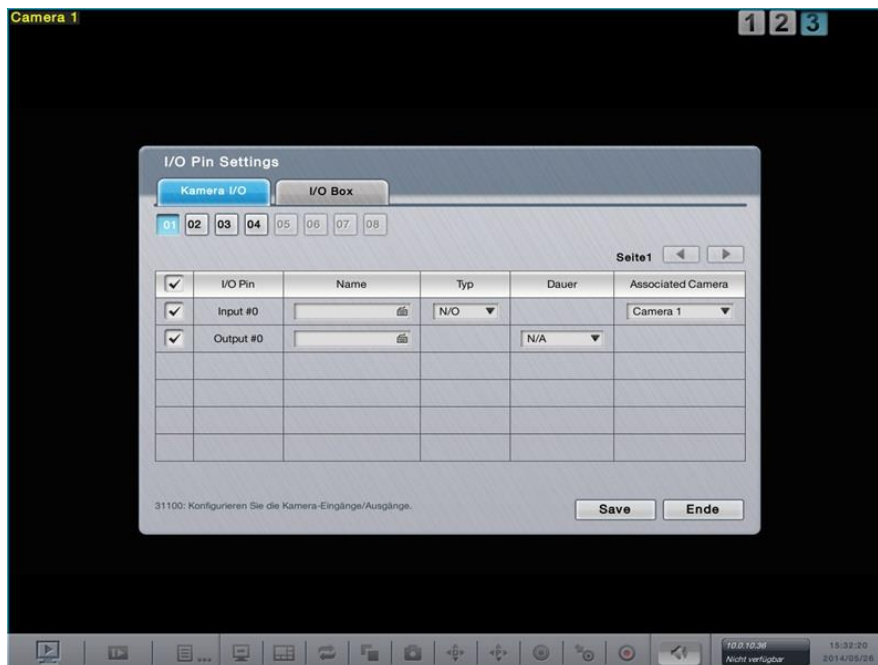 Camera 1
1 2 3
I/O Pin Settings
Kamera I/O I/O Box
01 02 03 04 05 06 07 08
Seite1
I/O Pin Name Typ Dauer Associated Camera
Input #0 N/O Camera 1
Output #0 N/A
31100: Konfigurieren Sie die Kamera-Eingänge/Ausgänge.
Save Ende
10.0.10.36 15:32:20
Nicht verfügbar 2014/05/26